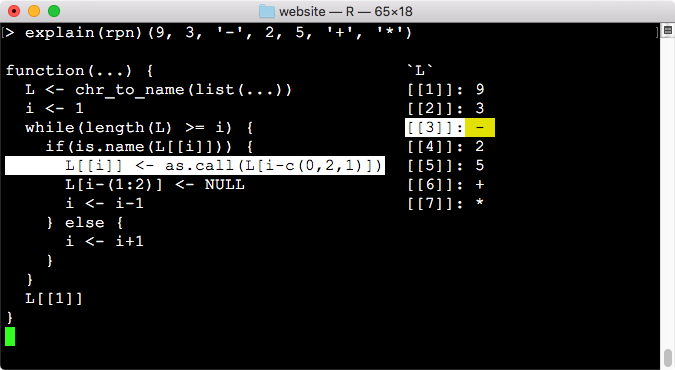 website — R — 65×18
> explain(rpn)(9, 3, '-', 2, 5, '+', '*')
function(...) {
  L <- chr_to_name(list(...))
  i <- 1
  while(length(L) >= i) {
    if(is.name(L[[i]])) {
      L[[i]] <- as.call(L[i-c(0,2,1)])
      L[i-(1:2)] <- NULL
      i <- i-1
    } else {
      i <- i+1
    }
  }
  L[[1]]
}
`L`
[[1]]: 9
[[2]]: 3
[[3]]: -
[[4]]: 2
[[5]]: 5
[[6]]: +
[[7]]: *